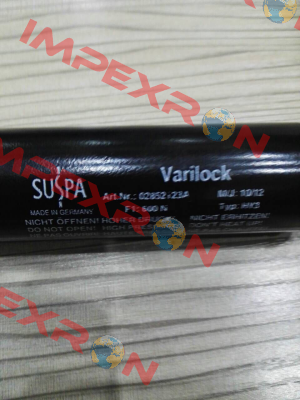 IMPEXRON
SUSPA Varilock
MADE IN GERMANY Art.Nr.: 02852-23A
F1: 600 N
NICHT ÖFFNEN! HOHER DRUCK NICHT ERHITZEN!
DO NOT OPEN! HIGH
IMPEXRON